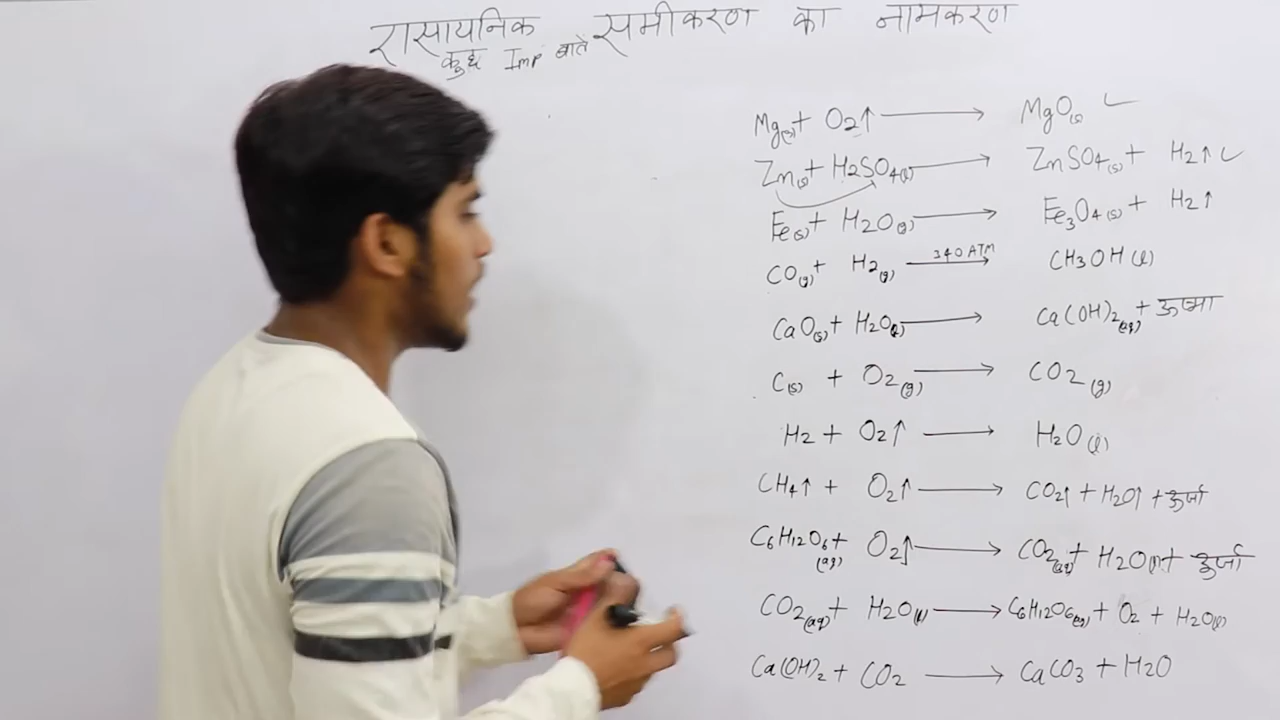 रासायनिक समीकरण का नामकरण
कुछ Imp बाते
Mg(s) + O2↑ → MgO(s) ✓
Zn(s) + H2SO4(l) → ZnSO4(s) + H2↑ ✓
Fe(s) + H2O(g) → Fe3O4(s) + H2↑
CO(g) + H2(g) 340 ATM → CH3OH(l)
CaO(s) + H2O(l) → Ca(OH)2(aq) + ऊष्मा
C(s) + O2(g) → CO2(g)
H2 + O2↑ → H2O(l)
CH4↑ + O2↑ → CO2↑ + H2O↑ + ऊर्जा
C6H12O6(aq) + O2↑ → CO2(aq) + H2O(l) + ऊर्जा
CO2(aq) + H2O(l) → C6H12O6(aq) + O2 + H2O(l)
Ca(OH)2 + CO2 → CaCO3 + H2O